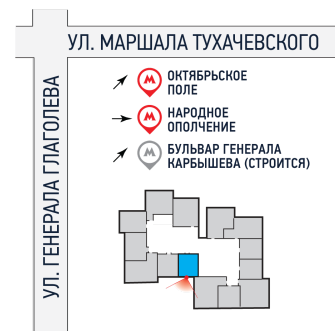 УЛ. МАРШАЛА ТУХАЧЕВСКОГО
М ОКТЯБРЬСКОЕ
ПОЛЕ
М НАРОДНОЕ
ОПОЛЧЕНИЕ
М БУЛЬВАР ГЕНЕРАЛА
КАРБЫШЕВА (СТРОИТСЯ)
УЛ. ГЕНЕРАЛА ГЛАГОЛЕВА